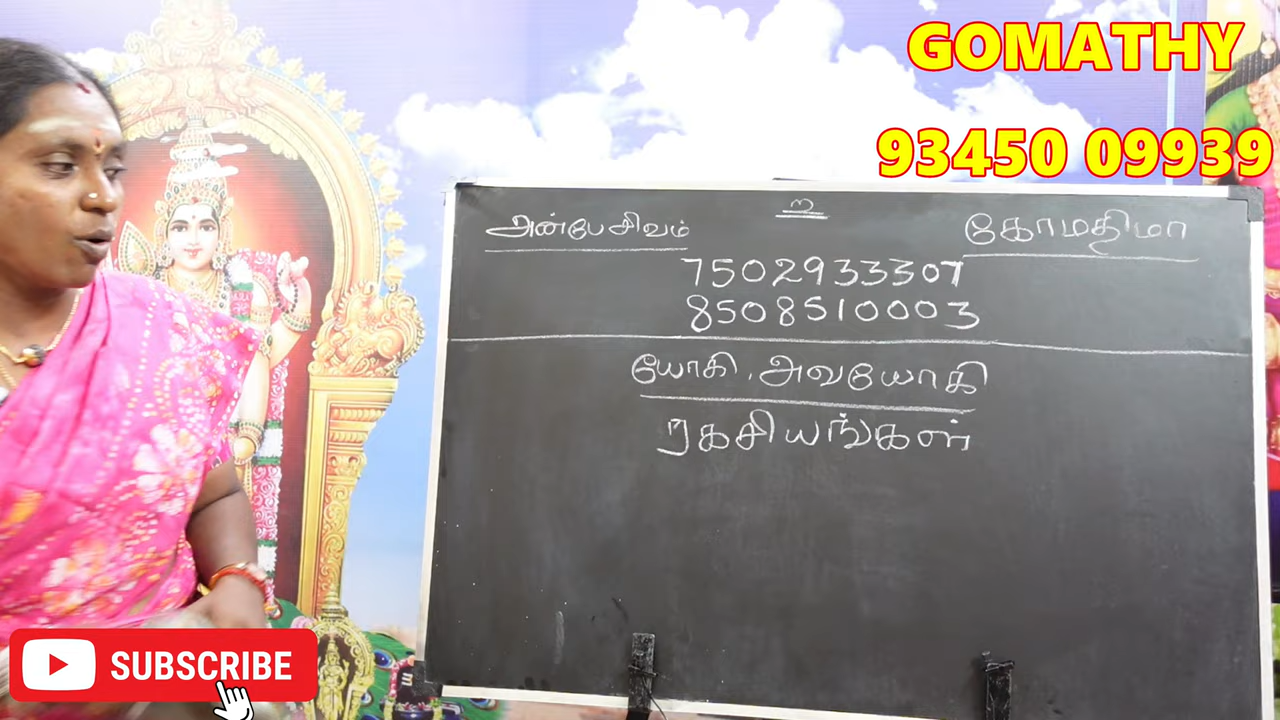 GOMATHY
93450 09939
உ
அன்பே சிவம்
கோமதிமா
7502933307
8508510003
யோகி, அவயோகி
ரகசியங்கள்
SUBSCRIBE